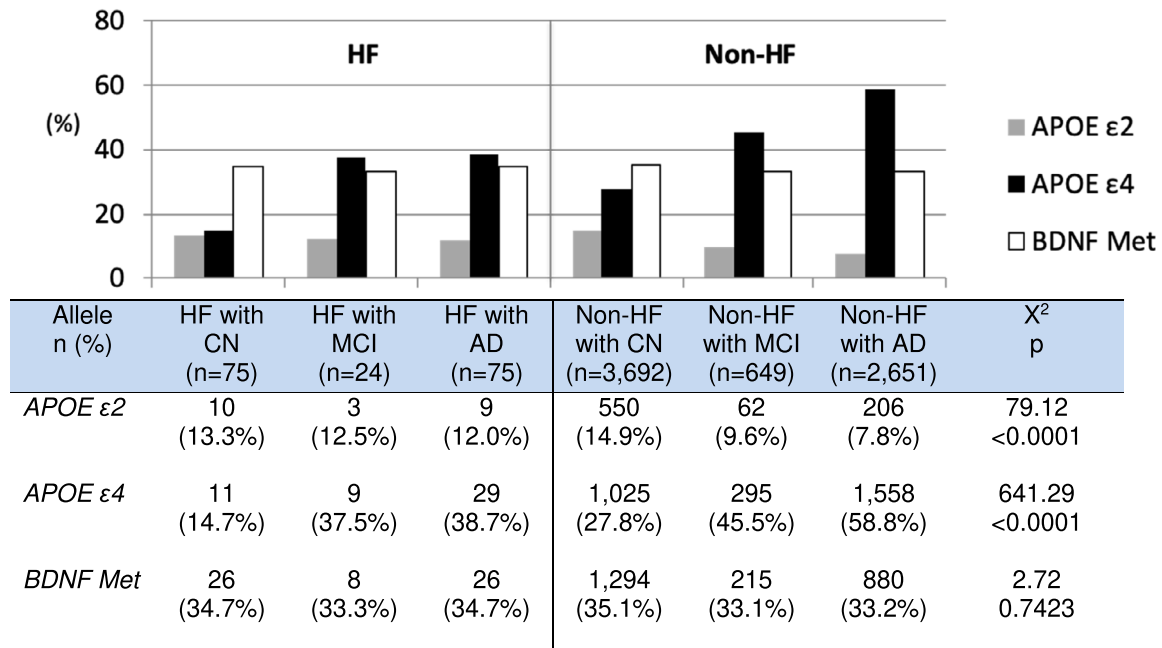 80
HF
Non-HF
60
(%)
APOE ε2
40
APOE ε4
20
BDNF Met
0
Allele HF with HF with HF with Non-HF Non-HF Non-HF X²
n (%) CN MCI AD with CN with MCI with AD p
(n=75) (n=24) (n=75) (n=3,692) (n=649) (n=2,651)
APOE ε2 10 3 9 550 62 206 79.12
(13.3%) (12.5%) (12.0%) (14.9%) (9.6%) (7.8%) <0.0001
APOE ε4 11 9 29 1,025 295 1,558 641.29
(14.7%) (37.5%) (38.7%) (27.8%) (45.5%) (58.8%) <0.0001
BDNF Met 26 8 26 1,294 215 880 2.72
(34.7%) (33.3%) (34.7%) (35.1%) (33.1%) (33.2%) 0.7423